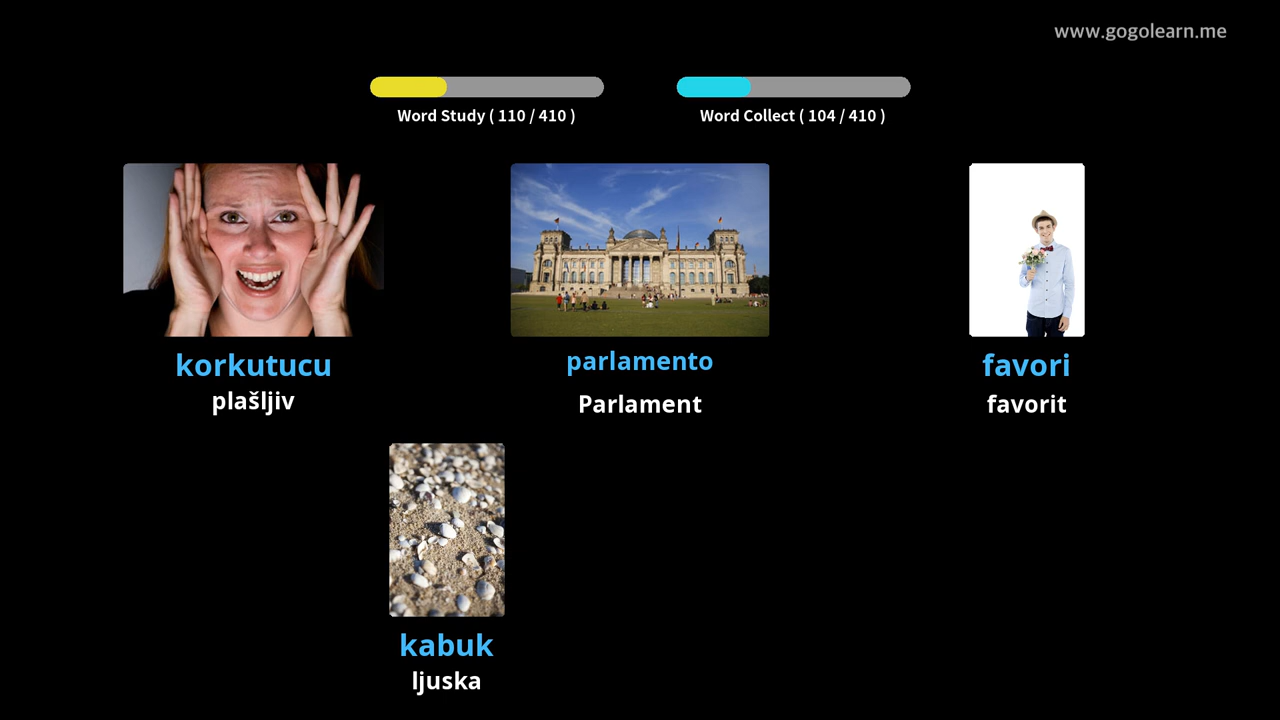 www.gogolearn.me
Word Study ( 110 / 410 )
Word Collect ( 104 / 410 )
korkutucu
plašljiv
parlamento
Parlament
favori
favorit
kabuk
ljuska